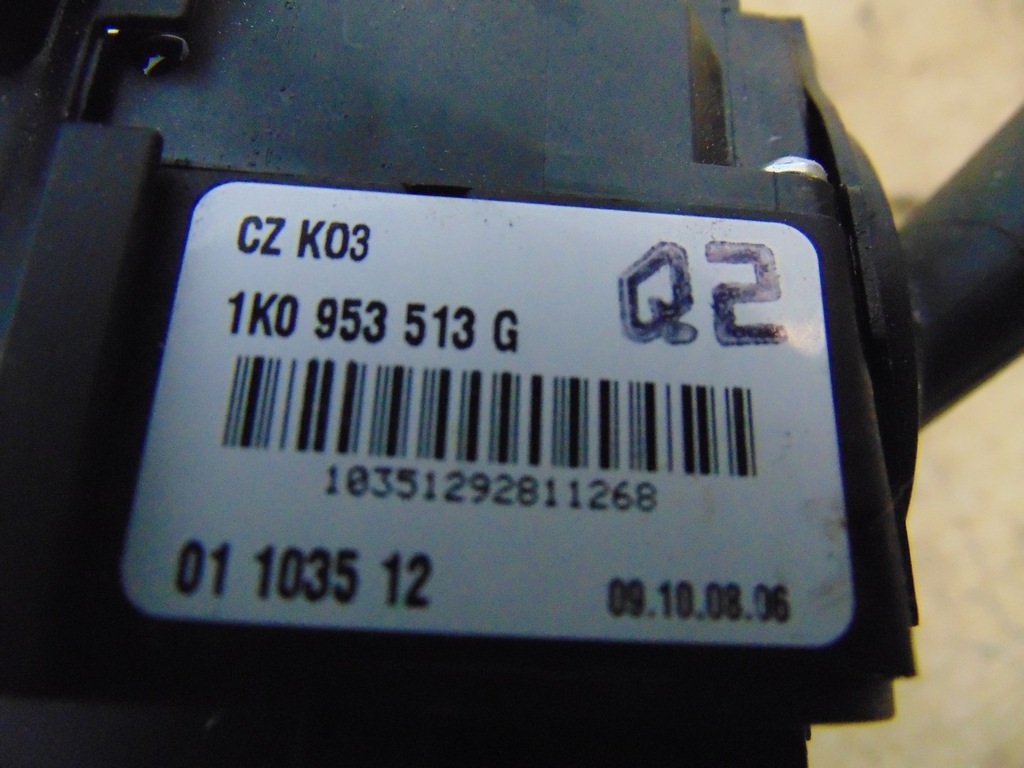 CZ K03
Q2
1K0 953 513 G
10351292811268
01 1035 12
09.10.08.06